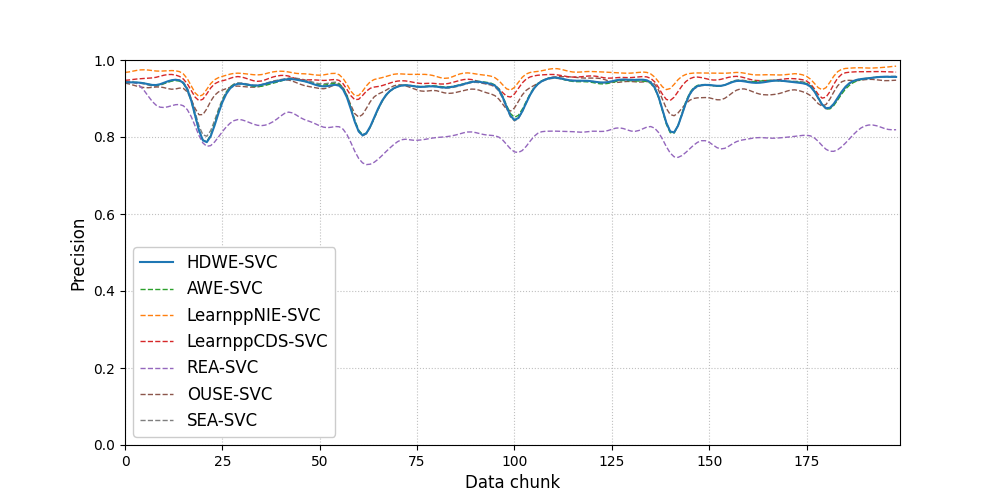 1.0
0.8
0.6
0.4
0.2
0.0
Precision
HDWE-SVC
AWE-SVC
LearnppNIE-SVC
LearnppCDS-SVC
REA-SVC
OUSE-SVC
SEA-SVC
0 25 50 75 100 125 150 175
Data chunk